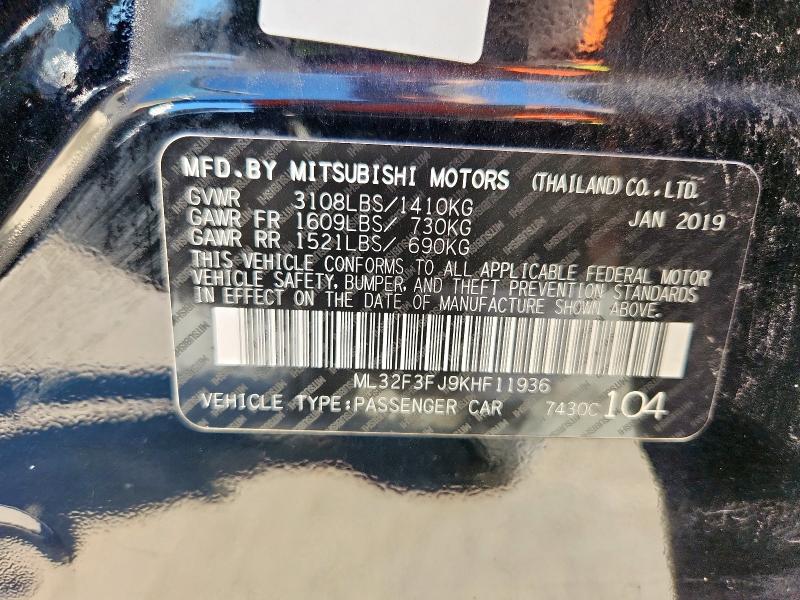 MFD.BY MITSUBISHI MOTORS (THAILAND)CO.,LTD.
GVWR 3108LBS/1410KG JAN 2019
GAWR FR 1609LBS/ 730KG
GAWR RR 1521LBS/ 690KG
THIS VEHICLE CONFORMS TO ALL APPLICABLE FEDERAL MOTOR
VEHICLE SAFETY, BUMPER, AND THEFT PREVENTION STANDARDS
IN EFFECT ON THE DATE OF MANUFACTURE SHOWN ABOVE.
ML32F3FJ9KHF11936
VEHICLE TYPE:PASSENGER CAR 7430C 104